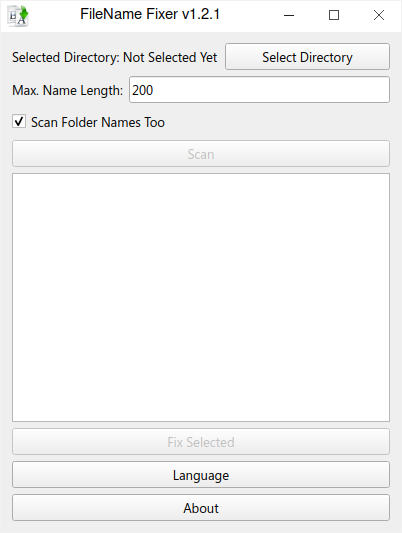 FileName Fixer v1.2.1
Selected Directory: Not Selected Yet Select Directory
Max. Name Length: 200
Scan Folder Names Too
Scan
Fix Selected
Language
About